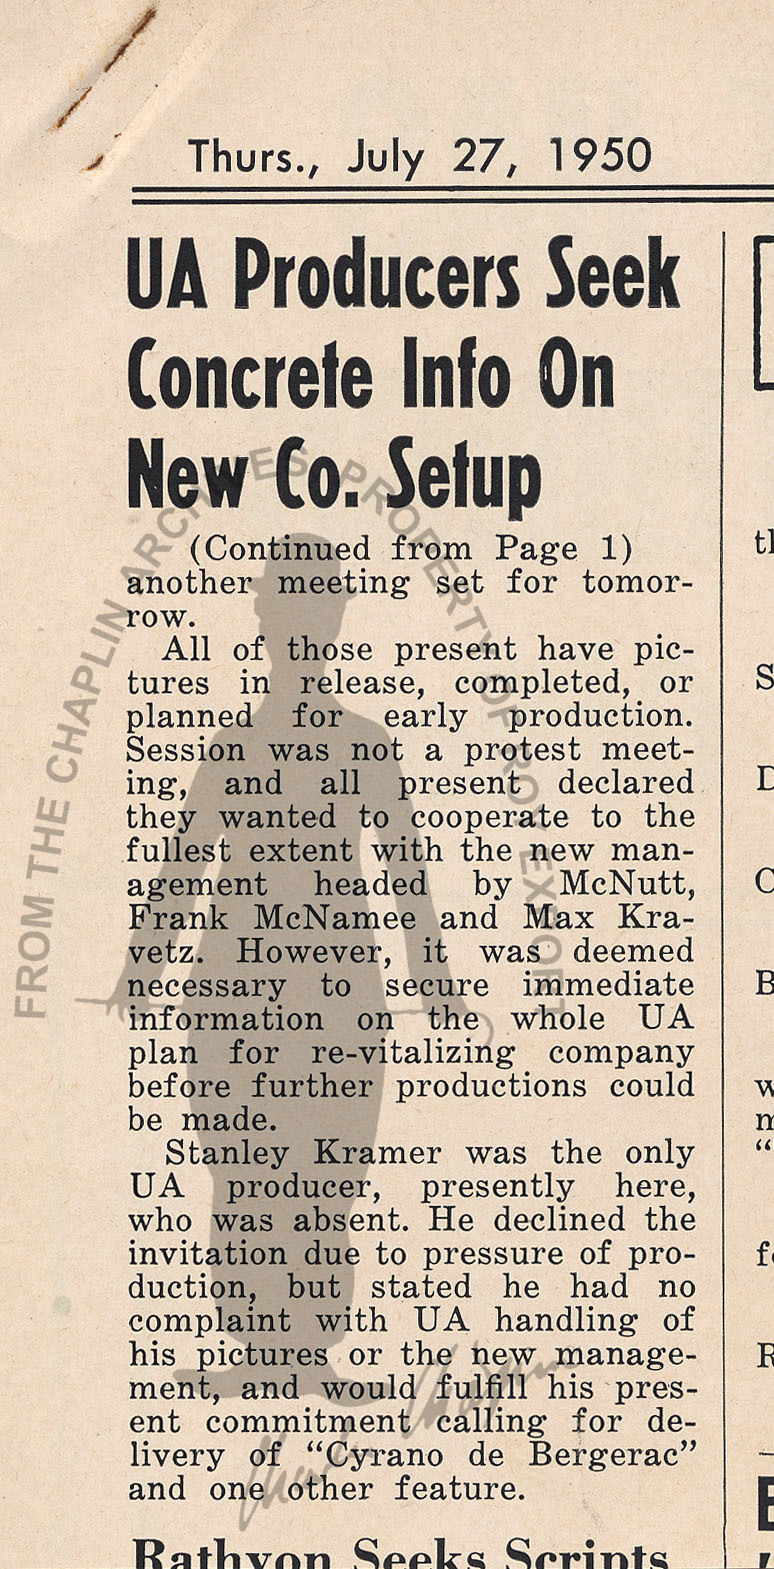 Thurs., July 27, 1950
UA Producers Seek
Concrete Info On
New Co. Setup
(Continued from Page 1)
another meeting set for tomor-
row.
All of those present have pic-
tures in release, completed, or
planned for early production.
Session was not a protest meet-
ing, and all present declared
they wanted to cooperate to the
fullest extent with the new man-
agement headed by McNutt,
Frank McNamee and Max Kra-
vetz. However, it was deemed
necessary to secure immediate
information on the whole UA
plan for re-vitalizing company
before further productions could
be made.
Stanley Kramer was the only
UA producer, presently here,
who was absent. He declined the
invitation due to pressure of pro-
duction, but stated he had no
complaint with UA handling of
his pictures or the new manage-
ment, and would fulfill his pres-
ent commitment calling for de-
livery of “Cyrano de Bergerac”
and one other feature.
Rathvon Seeks Scripts
FROM THE CHAPLIN ARCHIVES PROPERTY OF ROY EXPORT
Charlie Chaplin